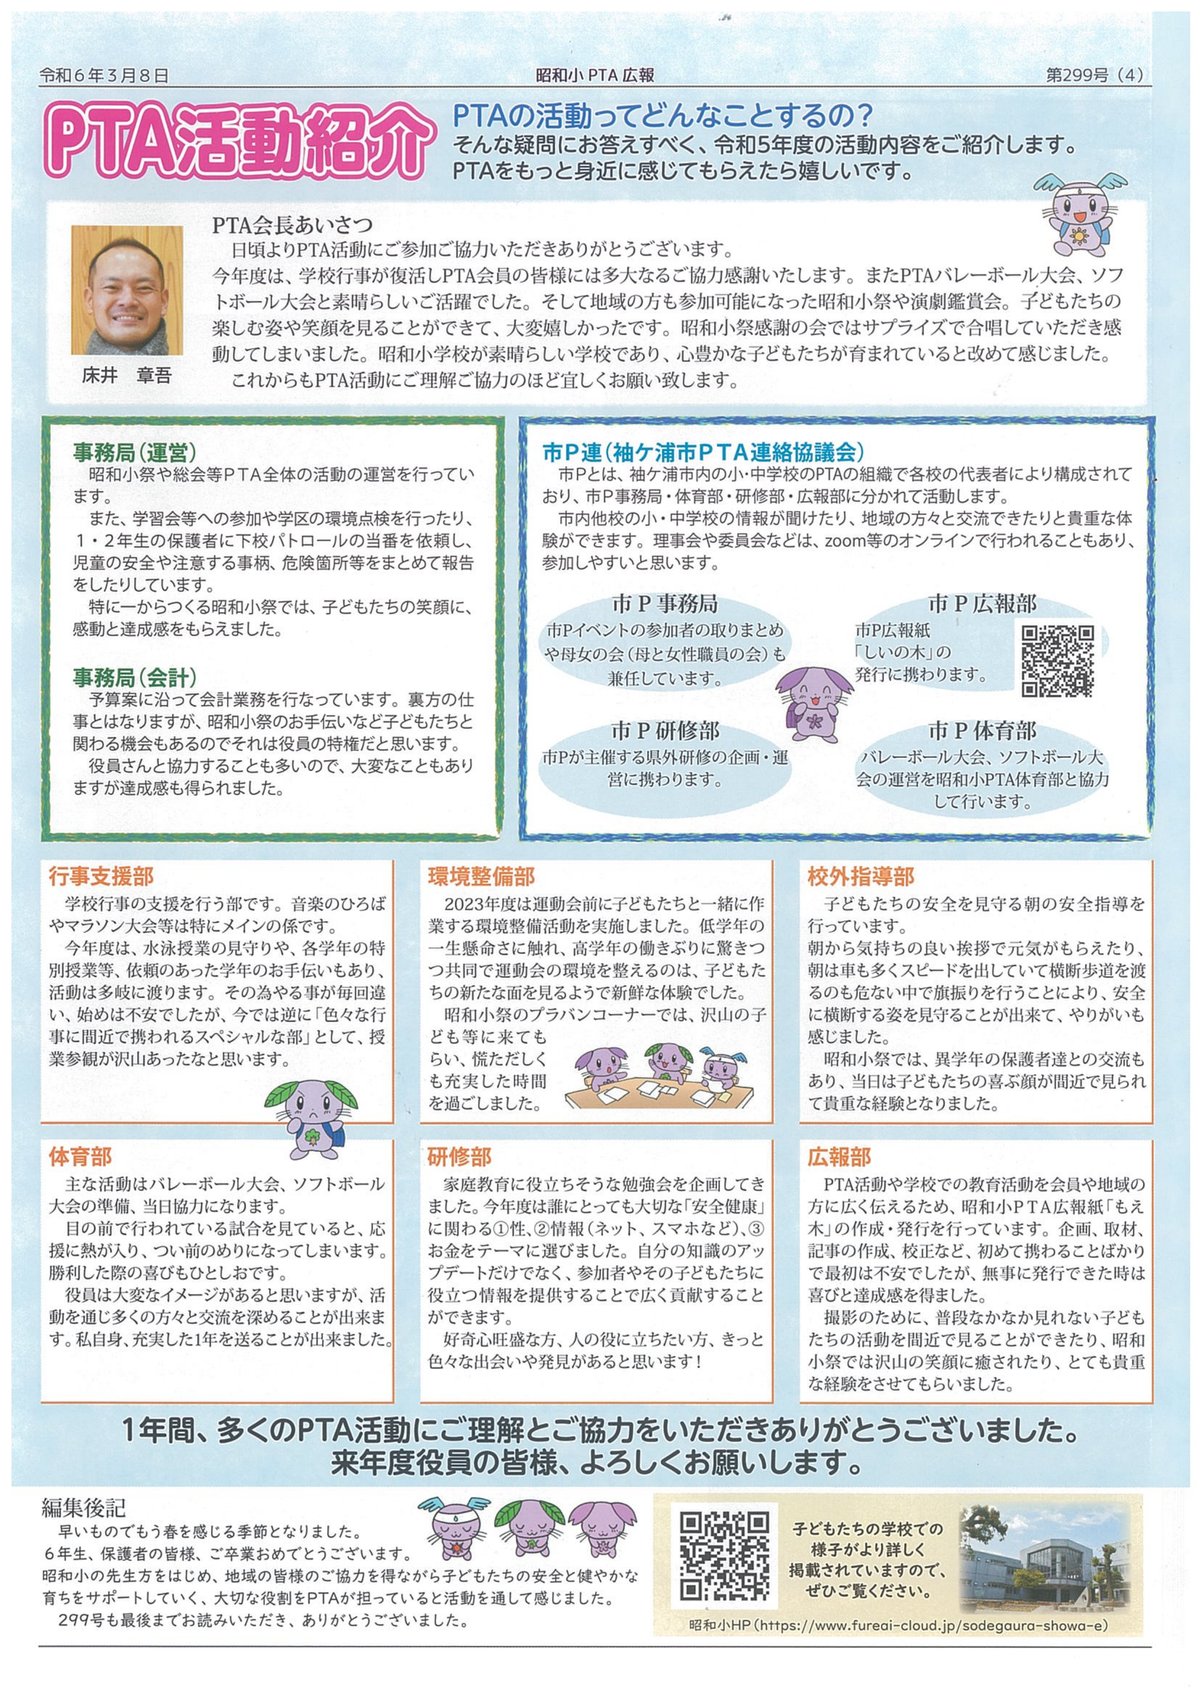 令和６年３月８日
昭和小 PTA 広報
第299号（４）
PTA活動紹介
PTAの活動ってどんなことするの？
そんな疑問にお答えすべく、令和5年度の活動内容をご紹介します。
PTAをもっと身近に感じてもらえたら嬉しいです。
PTA会長あいさつ
日頃よりPTA活動にご参加ご協力いただきありがとうございます。
今年度は、学校行事が復活しPTA会員の皆様には多大なるご協力感謝いたします。またPTAバレーボール大会、ソフ
トボール大会と素晴らしいご活躍でした。そして地域の方も参加可能になった昭和小祭や演劇鑑賞会。子どもたちの
楽しむ姿や笑顔を見ることができて、大変嬉しかったです。昭和小祭感謝の会ではサプライズで合唱していただき感
動してしまいました。昭和小学校が素晴らしい学校であり、心豊かな子どもたちが育まれていると改めて感じました。
これからもPTA活動にご理解ご協力のほど宜しくお願い致します。
床井　章吾
事務局（運営）
昭和小祭や総会等ＰＴＡ全体の活動の運営を行ってい
ます。
また、学習会等への参加や学区の環境点検を行ったり、
１・２年生の保護者に下校パトロールの当番を依頼し、
児童の安全や注意する事柄、危険箇所等をまとめて報告
をしたりしています。
特に一からつくる昭和小祭では、子どもたちの笑顔に、
感動と達成感をもらえました。
事務局（会計）
予算案に沿って会計業務を行なっています。裏方の仕
事とはなりますが、昭和小祭のお手伝いなど子どもたちと
関わる機会もあるのでそれは役員の特権だと思います。
役員さんと協力することも多いので、大変なこともあり
ますが達成感も得られました。
市Ｐ連（袖ケ浦市ＰＴＡ連絡協議会）
市Ｐとは、袖ケ浦市内の小・中学校のPTAの組織で各校の代表者により構成されて
おり、市Ｐ事務局・体育部・研修部・広報部に分かれて活動します。
市内他校の小・中学校の情報が聞けたり、地域の方々と交流できたりと貴重な体
験ができます。理事会や委員会などは、zoom等のオンラインで行われることもあり、
参加しやすいと思います。
市Ｐ事務局
市Pイベントの参加者の取りまとめ
や母女の会（母と女性職員の会）も
兼任しています。
市Ｐ広報部
市P広報紙
「しいの木」の
発行に携わります。
市Ｐ研修部
市Pが主催する県外研修の企画・運
営に携わります。
市Ｐ体育部
バレーボール大会、ソフトボール大
会の運営を昭和小PTA体育部と協力
して行います。
行事支援部
学校行事の支援を行う部です。音楽のひろば
やマラソン大会等は特にメインの係です。
今年度は、水泳授業の見守りや、各学年の特
別授業等、依頼のあった学年のお手伝いもあり、
活動は多岐に渡ります。その為やる事が毎回違
い、始めは不安でしたが、今では逆に「色々な行
事に間近で携われるスペシャルな部」として、授
業参観が沢山あったなと思います。
環境整備部
2023年度は運動会前に子どもたちと一緒に作
業する環境整備活動を実施しました。低学年の
一生懸命さに触れ、高学年の働きぶりに驚きつ
つ共同で運動会の環境を整えるのは、子どもた
ちの新たな面を見るようで新鮮な体験でした。
昭和小祭のプラバンコーナーでは、沢山の子
ども等に来ても
らい、慌ただしく
も充実した時間
を過ごしました。
校外指導部
子どもたちの安全を見守る朝の安全指導を
行っています。
朝から気持ちの良い挨拶で元気がもらえたり、
朝は車も多くスピードを出していて横断歩道を渡
るのも危ない中で旗振りを行うことにより、安全
に横断する姿を見守ることが出来て、やりがいも
感じました。
昭和小祭では、異学年の保護者達との交流も
あり、当日は子どもたちの喜ぶ顔が間近で見られ
て貴重な経験となりました。
体育部
主な活動はバレーボール大会、ソフトボール
大会の準備、当日協力になります。
目の前で行われている試合を見ていると、応
援に熱が入り、つい前のめりになってしまいます。
勝利した際の喜びもひとしおです。
役員は大変なイメージがあると思いますが、活
動を通じ多くの方々と交流を深めることが出来ま
す。私自身、充実した1年を送ることが出来ました。
研修部
家庭教育に役立ちそうな勉強会を企画してき
ました。今年度は誰にとっても大切な「安全健康」
に関わる①性、②情報（ネット、スマホなど）、③
お金をテーマに選びました。自分の知識のアッ
プデートだけでなく、参加者やその子どもたちに
役立つ情報を提供することで広く貢献すること
ができます。
好奇心旺盛な方、人の役に立ちたい方、きっと
色々な出会いや発見があると思います！
広報部
PTA活動や学校での教育活動を会員や地域の
方に広く伝えるため、昭和小PTA広報紙「もえ
木」の作成・発行を行っています。企画、取材、
記事の作成、校正など、初めて携わることばかり
で最初は不安でしたが、無事に発行できた時は
喜びと達成感を得ました。
撮影のために、普段なかなか見れない子ども
たちの活動を間近で見ることができたり、昭和
小祭では沢山の笑顔に癒されたり、とても貴重
な経験をさせてもらいました。
1年間、多くのPTA活動にご理解とご協力をいただきありがとうございました。
来年度役員の皆様、よろしくお願いします。
編集後記
早いものでもう春を感じる季節となりました。
６年生、保護者の皆様、ご卒業おめでとうございます。
昭和小の先生方をはじめ、地域の皆様のご協力を得ながら子どもたちの安全と健やかな
育ちをサポートしていく、大切な役割をPTAが担っていると活動を通して感じました。
299号も最後までお読みいただき、ありがとうございました。
子どもたちの学校での
様子がより詳しく
掲載されていますので、
ぜひご覧ください。
昭和小HP（https://www.fureai-cloud.jp/sodegaura-showa-e）